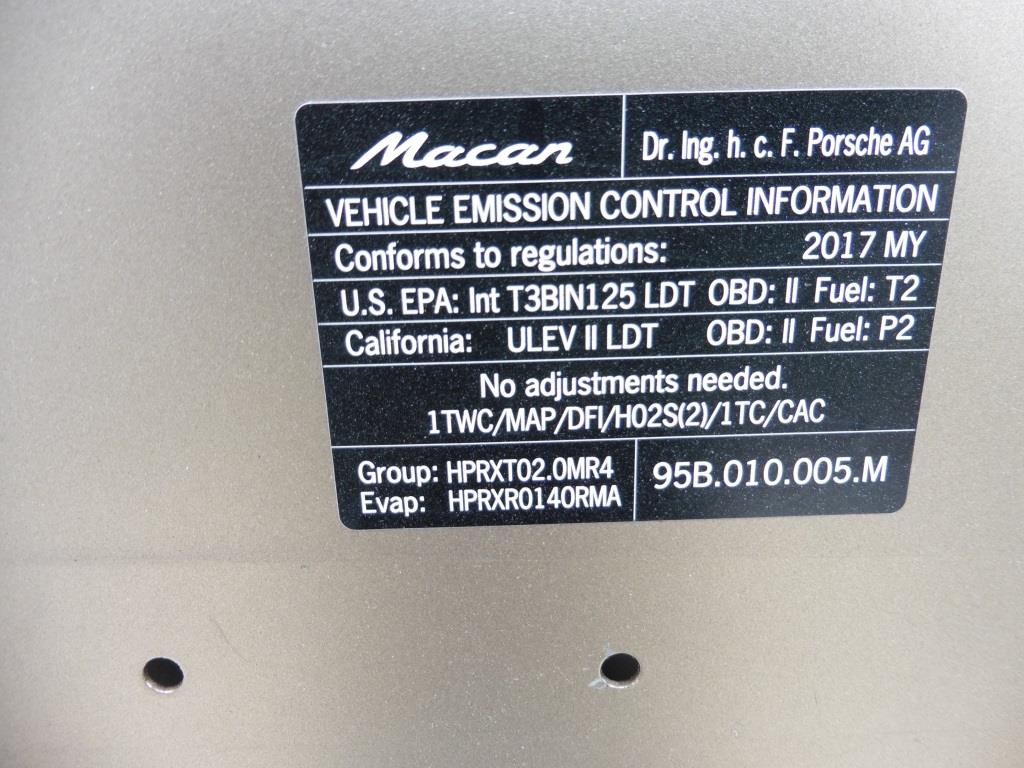 Macan
Dr. Ing. h. c. F. Porsche AG
VEHICLE EMISSION CONTROL INFORMATION
Conforms to regulations: 2017 MY
U.S. EPA: Int T3BIN125 LDT OBD: II Fuel: T2
California: ULEV II LDT OBD: II Fuel: P2
No adjustments needed.
1TWC/MAP/DFI/HO2S(2)/1TC/CAC
Group: HPRXT02.0MR4
Evap: HPRXR0140RMA
95B.010.005.M